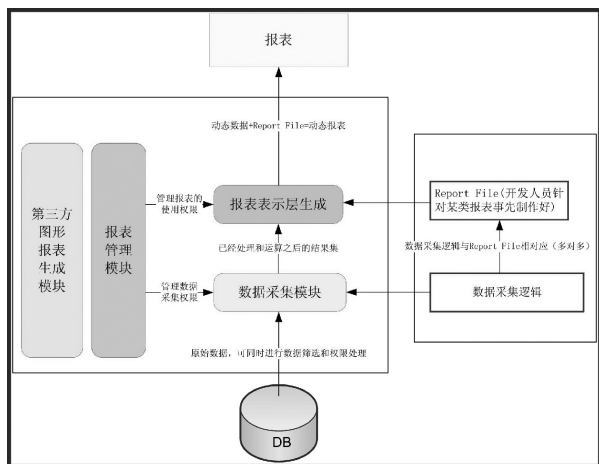 报表
动态数据+Report File=动态报表
第三方
图形
报表
生成
模块
报表
管理
模块
管理报表的
使用权限
报表表示层生成
Report File(开发人员针
对某类报表事先制作好)
已经处理和运算之后的结果集
数据采集逻辑与Report File相对应（多对多）
管理数据
采集权限
数据采集模块
数据采集逻辑
原始数据，可同时进行数据筛选和权限处理
DB